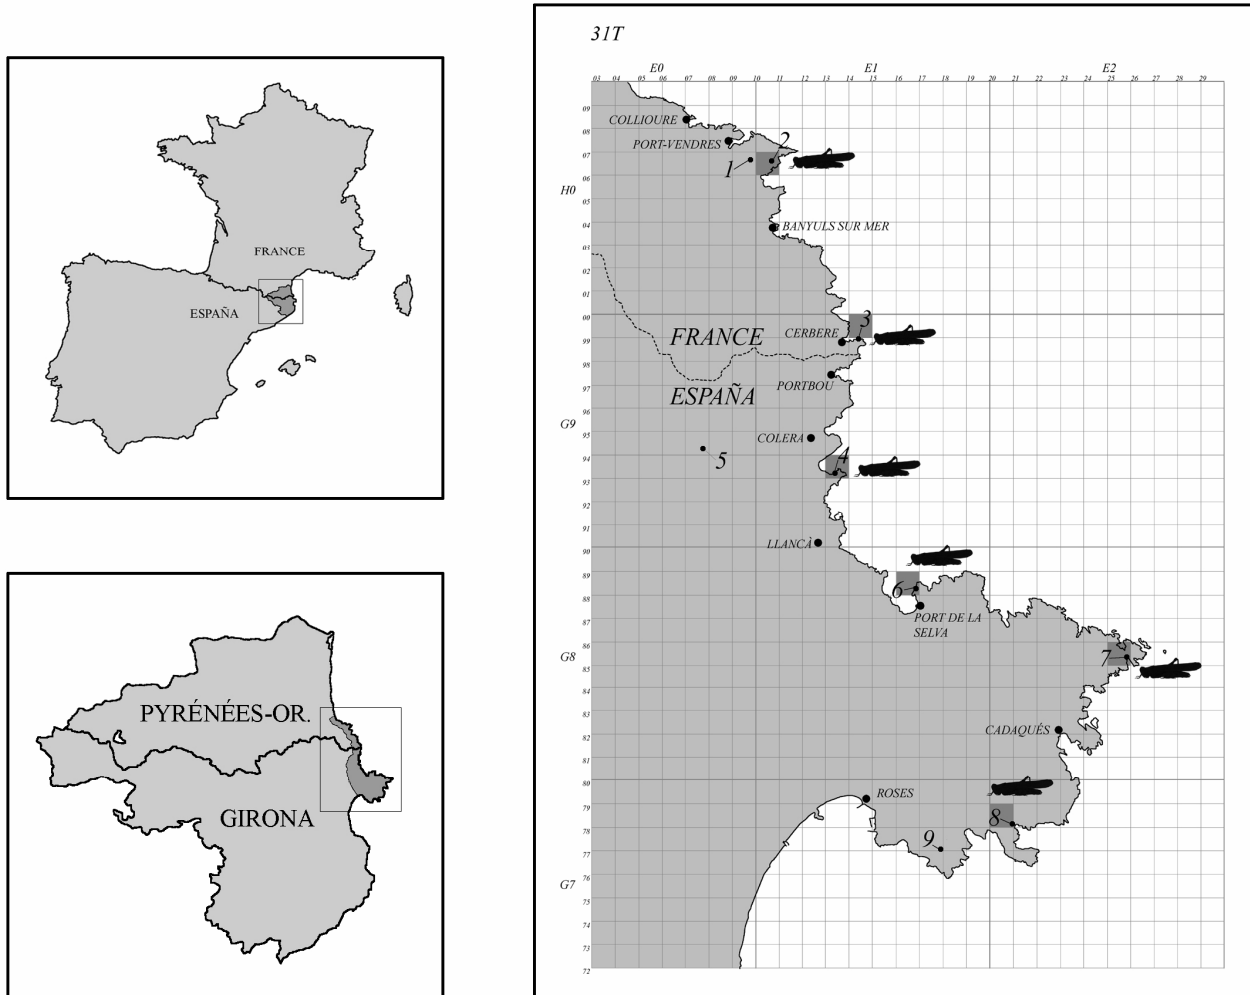 FRANCE
ESPAÑA
PYRÉNÉES-OR.
GIRONA
31T
E0 E1 E2
03 04 05 06 07 08 09 10 11 12 13 14 15 16 17 18 19 20 21 22 23 24 25 26 27 28 29
09
COLLIOURE
08
PORT-VENDRES
2
07
1
06
H0
05
04
BANYULS SUR MER
03
02
01
00
3
CERBERE
99
FRANCE
98
97
PORTBOU
ESPAÑA
96
G9
95
COLERA
94
4
5
93
92
91
LLANÇÀ
90
89
6
88
PORT DE LA
SELVA
87
86
G8
7
85
84
83
CADAQUÉS
82
81
80
ROSES
79
8
78
9
77
76
G7
75
74
73
72